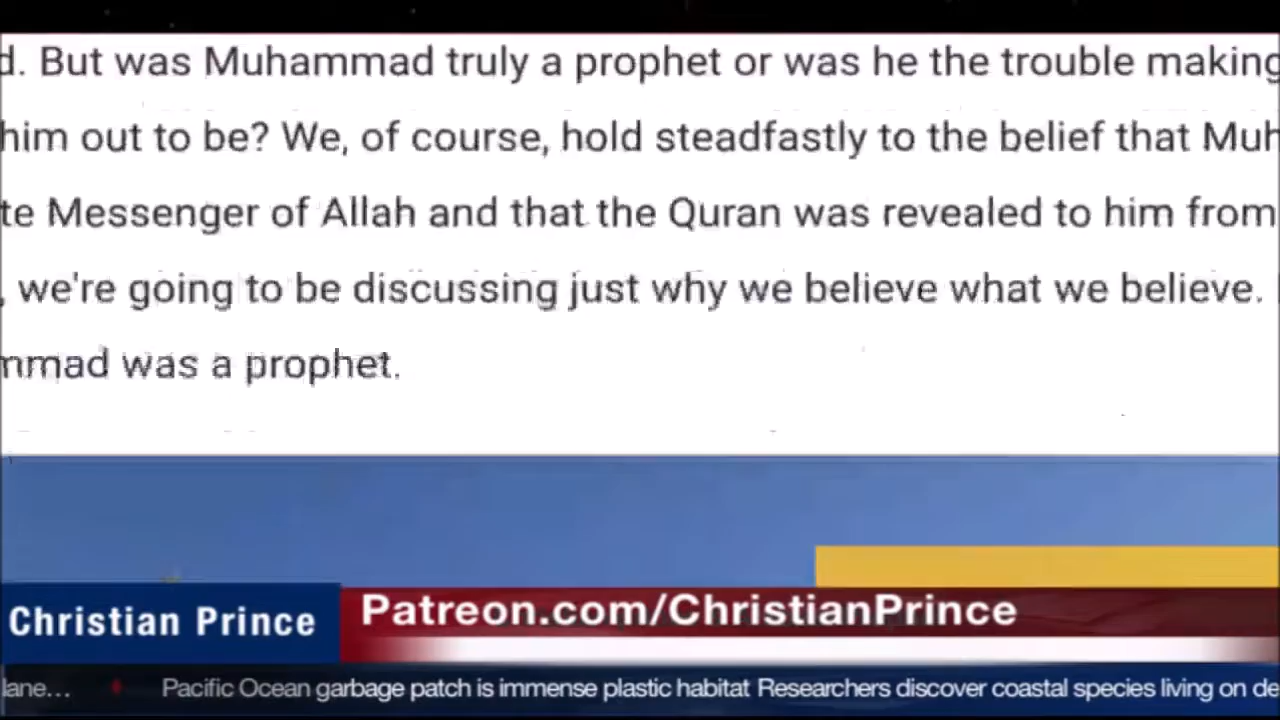 d. But was Muhammad truly a prophet or was he the trouble making
him out to be? We, of course, hold steadfastly to the belief that Muh
te Messenger of Allah and that the Quran was revealed to him from
, we're going to be discussing just why we believe what we believe.
mmad was a prophet.
Christian Prince
Patreon.com/ChristianPrince
lane... Pacific Ocean garbage patch is immense plastic habitat Researchers discover coastal species living on de